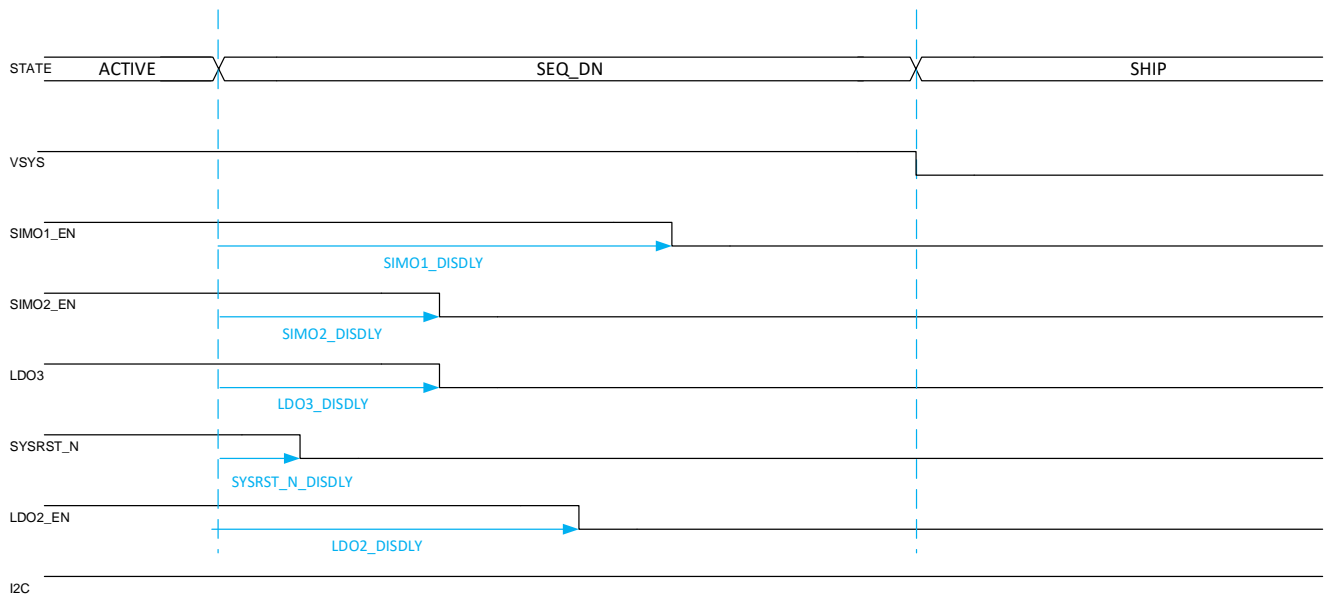 STATE
ACTIVE
SEQ_DN
SHIP
VSYS
SIMO1_EN
SIMO1_DISDLY
SIMO2_EN
SIMO2_DISDLY
LDO3
LDO3_DISDLY
SYSRST_N
SYSRST_N_DISDLY
LDO2_EN
LDO2_DISDLY
I2C